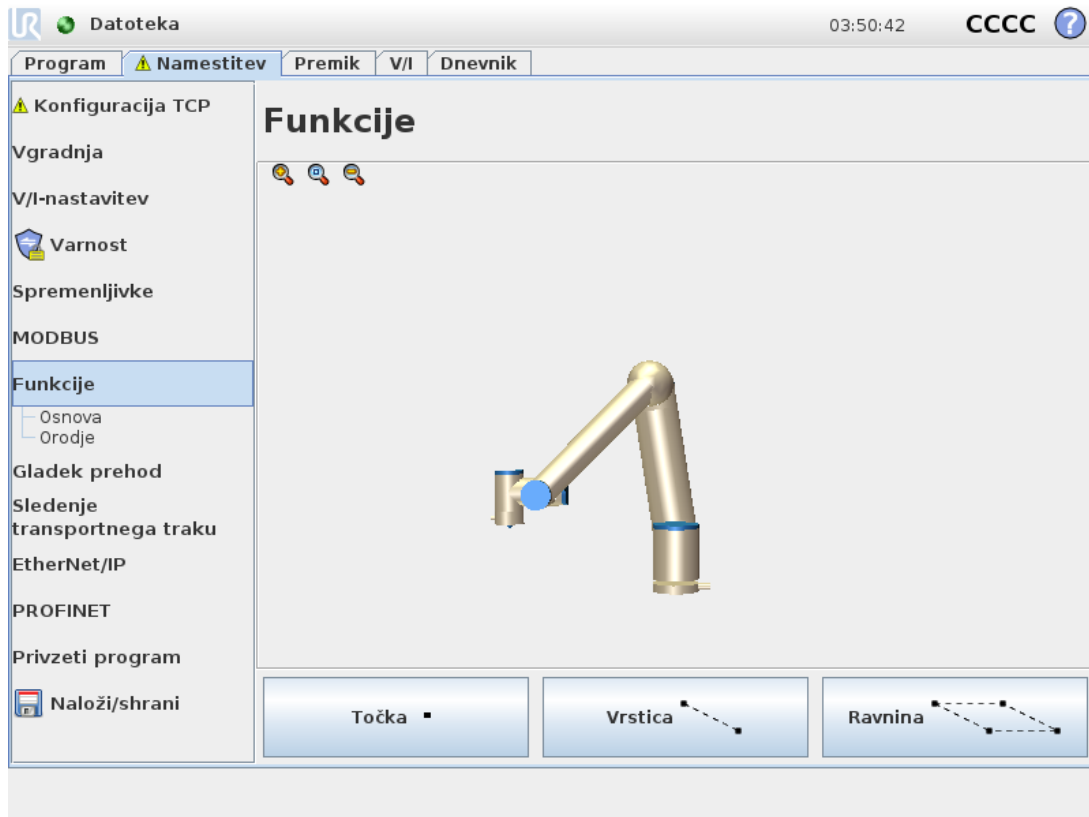 UR
Datoteka
03:50:42
CCCC
?
Program
Namestitev
Premik
V/I
Dnevnik
Konfiguracija TCP
Vgradnja
V/I-nastavitev
Varnost
Spremenljivke
MODBUS
Funkcije
Osnova
Orodje
Gladek prehod
Sledenje
transportnega traku
EtherNet/IP
PROFINET
Privzeti program
Naloži/shrani
Funkcije
Točka
Vrstica
Ravnina